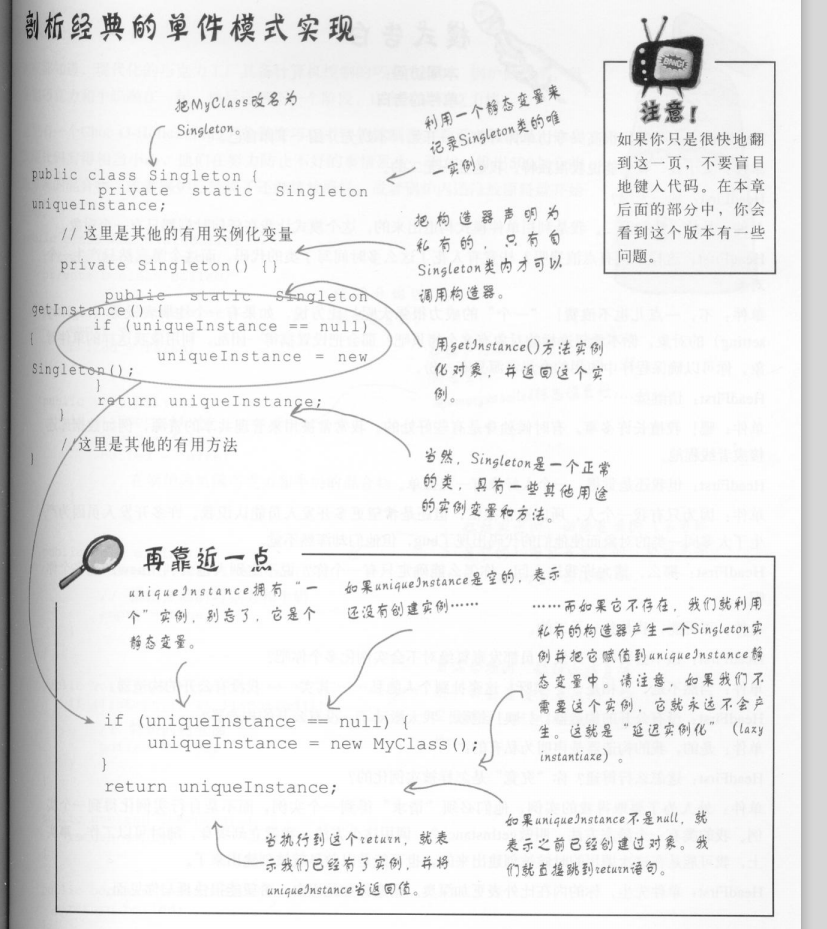 剖析经典的单件模式实现
把MyClass改名为
Singleton。
利用一个静态变量来
记录Singleton类的唯
一实例。
BNG!
注意！
如果你只是很快地翻
到这一页，不要盲目
地键入代码。在本章
后面的部分中，你会
看到这个版本有一些
问题。
public class Singleton {
private static Singleton
uniqueInstance;
// 这里是其他的有用实例化变量
private Singleton() {}
public static Singleton
getInstance() {
if (uniqueInstance == null)
{
uniqueInstance = new
Singleton();
}
return uniqueInstance;
}
//这里是其他的有用方法
}
把构造器声明为
私有的，只有自
Singleton类内才可以
调用构造器。
用getInstance()方法实例
化对象，并返回这个实
例。
当然，Singleton是一个正常
的类，具有一些其他用途
的实例变量和方法。
再靠近一点
uniqueInstance拥有“一
个”实例，别忘了，它是个
静态变量。
如果uniqueInstance是空的，表示
还没有创建实例……
……而如果它不存在，我们就利用
私有的构造器产生一个Singleton实
例并把它赋值到uniqueInstance静
态变量中。请注意，如果我们不
需要这个实例，它就永远不会产
生。这就是“延迟实例化”（lazy
instantiaze）。
if (uniqueInstance == null) {
uniqueInstance = new MyClass();
}
return uniqueInstance;
当执行到这个return，就表
示我们已经有了实例，并将
uniqueInstance当返回值。
如果uniqueInstance不是null，就
表示之前已经创建过对象。我
们就直接跳到return语句。